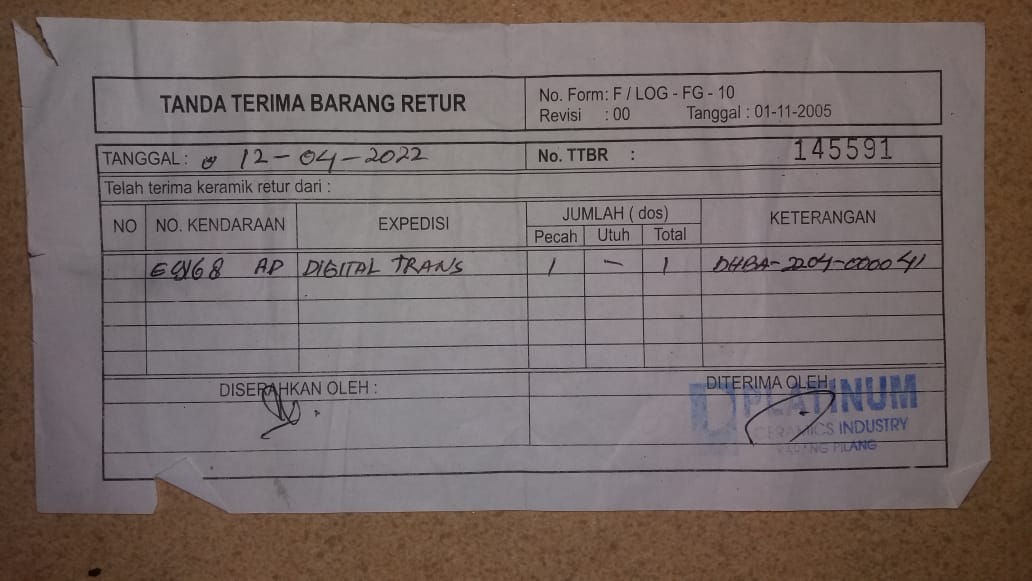 TANDA TERIMA BARANG RETUR
No. Form: F / LOG - FG - 10
Revisi : 00 Tanggal : 01-11-2005
TANGGAL : 12-04-2022 No. TTBR : 145591
Telah terima keramik retur dari :
NO NO. KENDARAAN EXPEDISI JUMLAH ( dos) KETERANGAN
Pecah Utuh Total
AP DIGITAL TRANS 1 - 1 DHBA-2204-000041
DISERAHKAN OLEH : DITERIMA OLEH
PLATINUM
CERAMICS INDUSTRY
PILANG